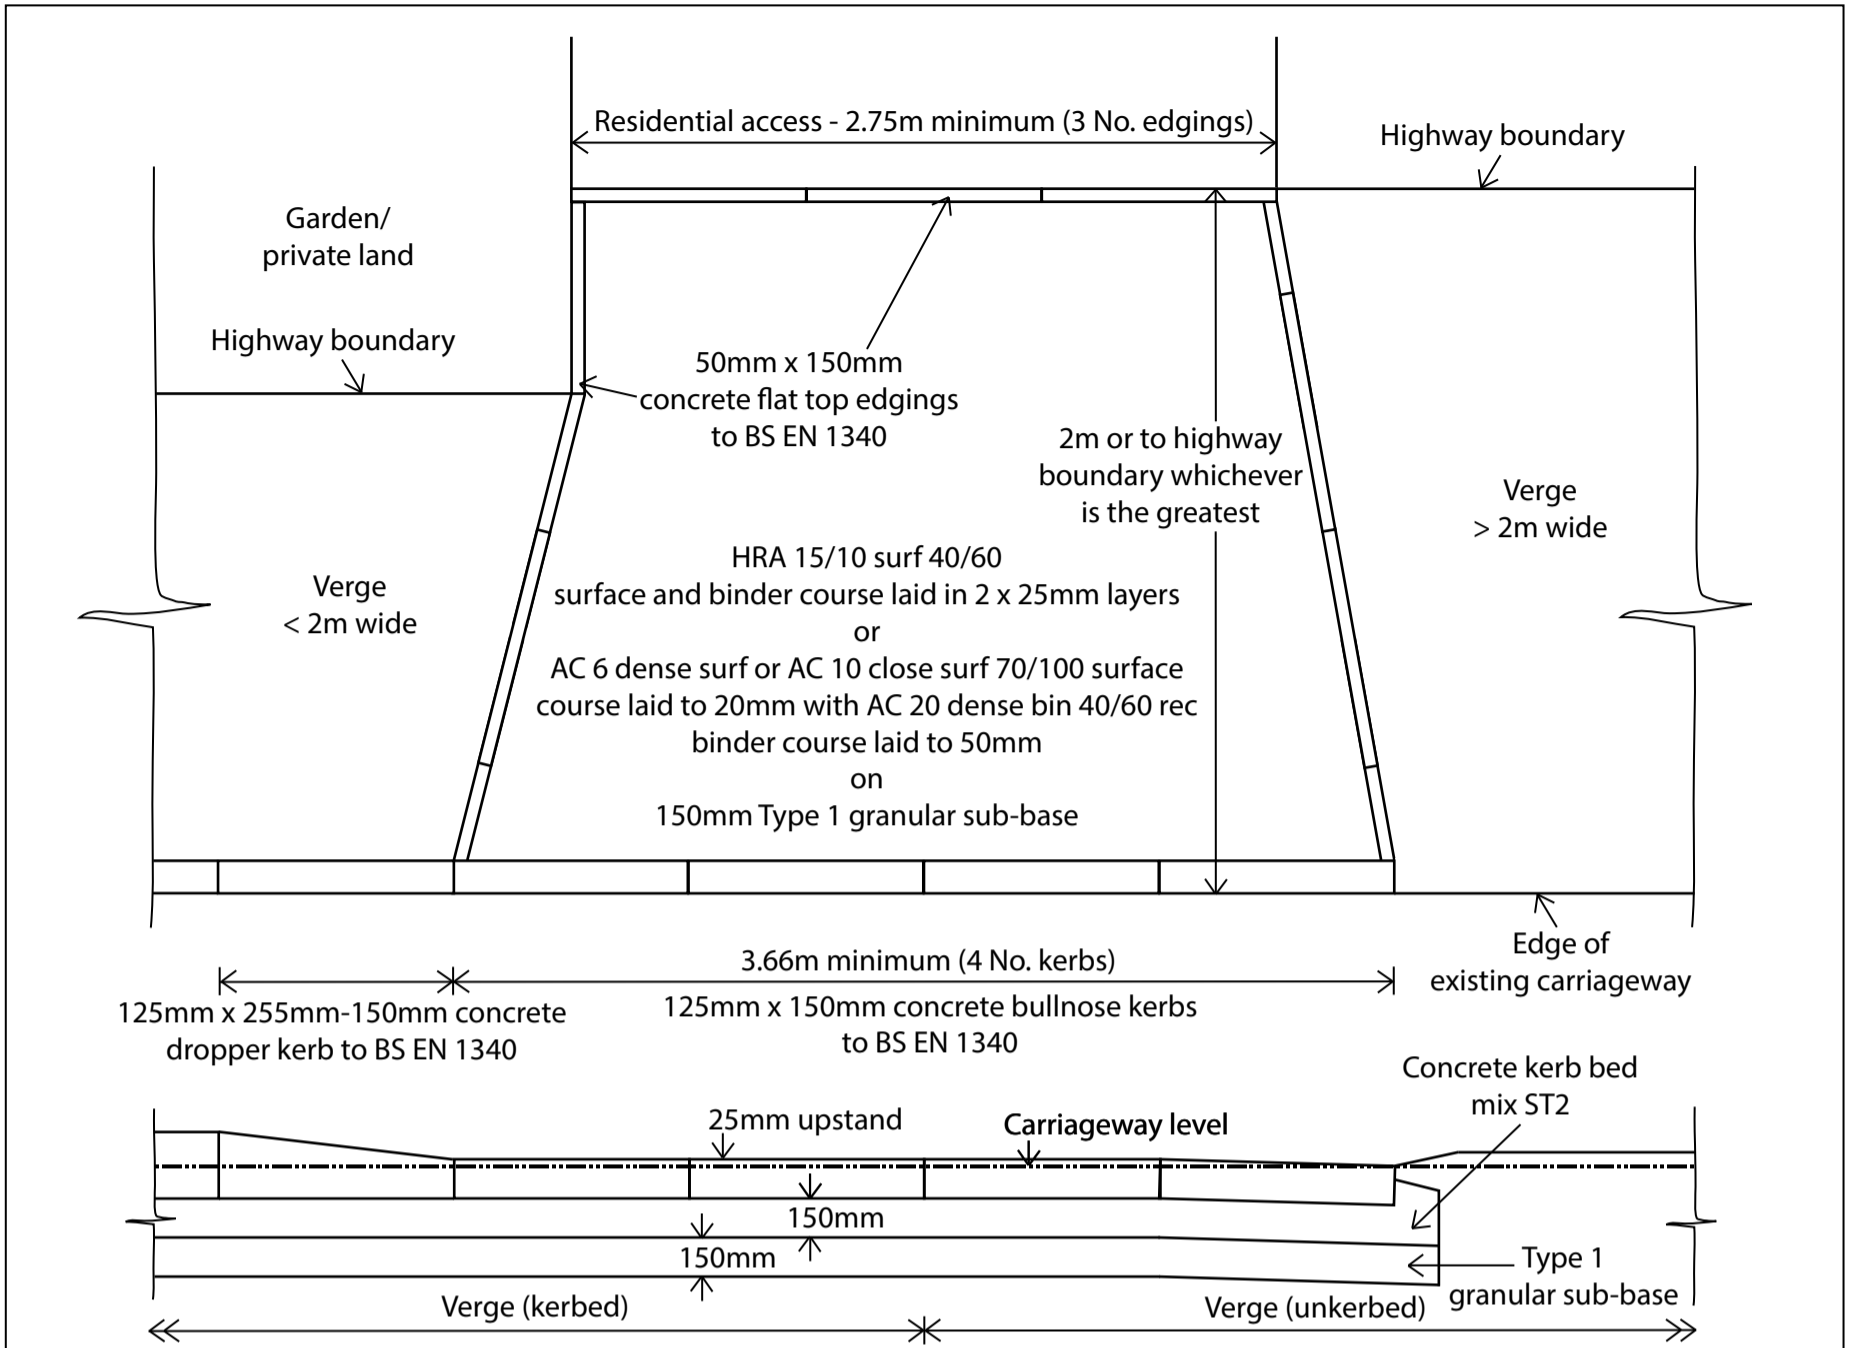 Residential access - 2.75m minimum (3 No. edgings)
Highway boundary
Garden/
private land
Highway boundary
50mm x 150mm
concrete flat top edgings
to BS EN 1340
2m or to highway
boundary whichever
is the greatest
Verge
> 2m wide
Verge
< 2m wide
HRA 15/10 surf 40/60
surface and binder course laid in 2 x 25mm layers
or
AC 6 dense surf or AC 10 close surf 70/100 surface
course laid to 20mm with AC 20 dense bin 40/60 rec
binder course laid to 50mm
on
150mm Type 1 granular sub-base
Edge of
existing carriageway
3.66m minimum (4 No. kerbs)
125mm x 255mm-150mm concrete
dropper kerb to BS EN 1340
125mm x 150mm concrete bullnose kerbs
to BS EN 1340
Concrete kerb bed
mix ST2
25mm upstand
Carriageway level
150mm
150mm
Type 1
granular sub-base
Verge (kerbed)
Verge (unkerbed)